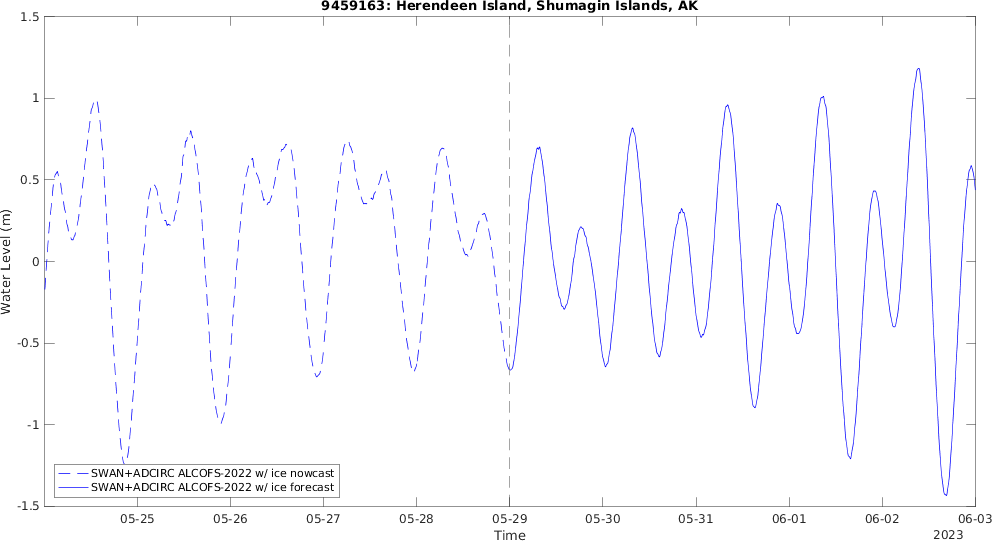 9459163: Herendeen Island, Shumagin Islands, AK
1.5
1
0.5
0
-0.5
-1
-1.5
Water Level (m)
SWAN+ADCIRC ALCOFS-2022 w/ ice nowcast
SWAN+ADCIRC ALCOFS-2022 w/ ice forecast
05-25 05-26 05-27 05-28 05-29 05-30 05-31 06-01 06-02 06-03
Time
2023